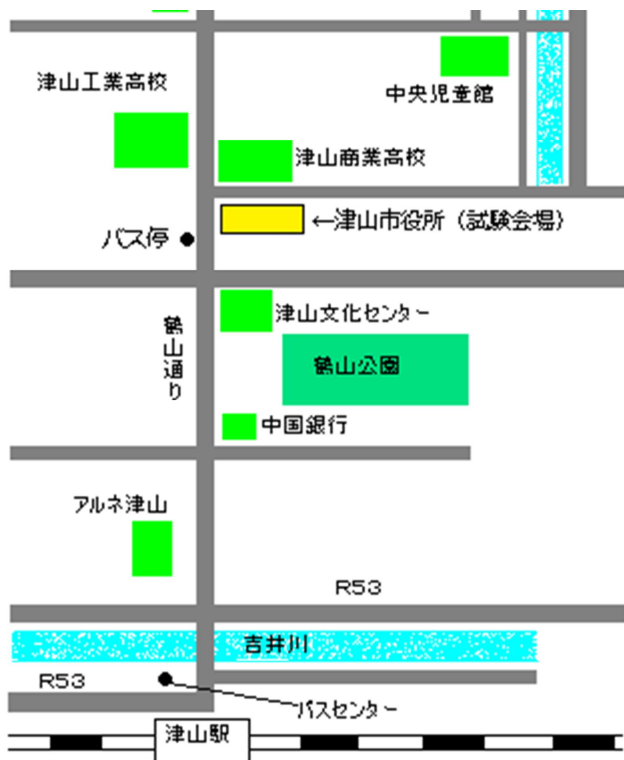 津山工業高校
中央児童館
津山商業高校
←津山市役所（試験会場）
バス停
津山文化センター
鶴山通り
鶴山公園
中国銀行
アルネ津山
R53
吉井川
R53
バスセンター
津山駅